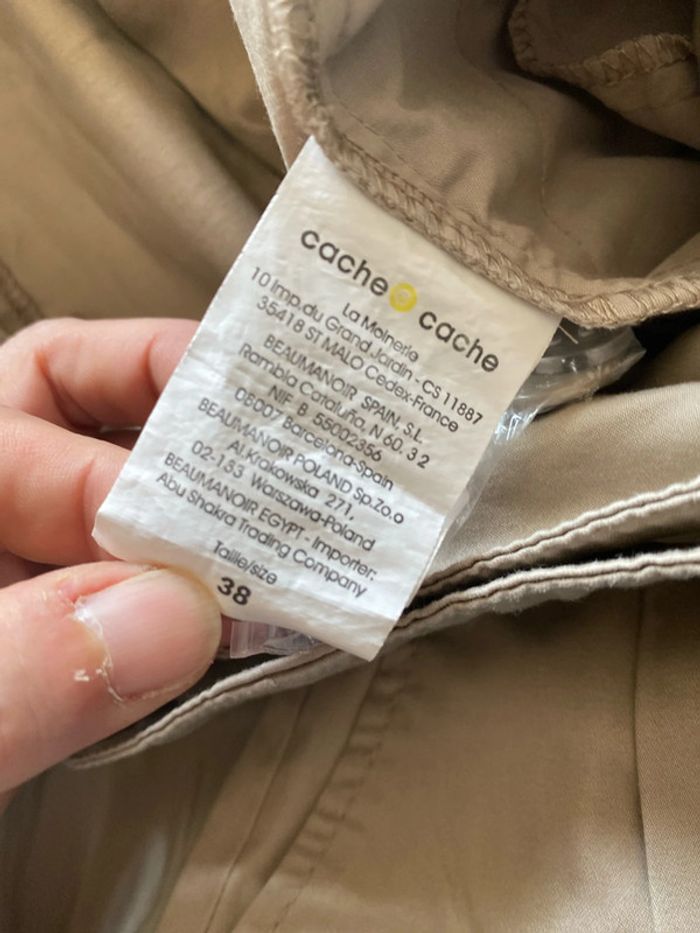 cache cache
La Moinerie
10 Imp.du Grand Jardin - CS 11887
35418 ST MALO Cedex-France
BEAUMANOIR SPAIN, S.L.
Rambla Cataluña, N 60. 3 2
NIF B 55002356
08007 Barcelona-Spain
BEAUMANOIR POLAND Sp.Zo.o
Al.Krakowska 271,
02-133 Warszawa-Poland
BEAUMANOIR EGYPT - Importer:
Abu Shakra Trading Company
Taille/size
38